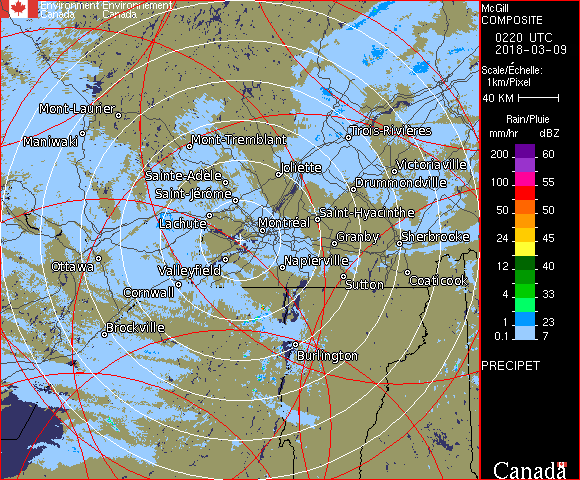 Environment Environnement
Canada Canada
McGill
COMPOSITE
0220 UTC
2018-03-09
Scale/Échelle:
1km/Pixel
40 KM
Rain/Pluie
mm/hr dBZ
200 60
100 55
50 50
24 45
12 40
4 33
1 23
0.1 7
PRECIPET
Canada
Mont-Laurier
Maniwaki
Mont-Tremblant
Trois-Rivières
Sainte-Adèle
Joliette
Victoriaville
Saint-Jérôme
Drummondville
Lachute
Montréal
Saint-Hyacinthe
Granby
Sherbrooke
Ottawa
Valleyfield
Napierville
Cornwall
Sutton
Coaticook
Brockville
Burlington